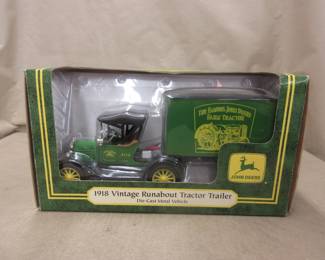 The Famous John Deere
Farm Tractor
JOHN DEERE
1918 Vintage Runabout Tractor Trailer
Die-Cast Metal Vehicle